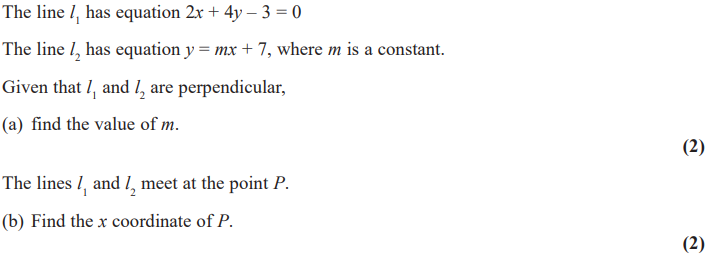 The line l₁ has equation 2x + 4y – 3 = 0
The line l₂ has equation y = mx + 7, where m is a constant.
Given that l₁ and l₂ are perpendicular,
(a) find the value of m.
(2)
The lines l₁ and l₂ meet at the point P.
(b) Find the x coordinate of P.
(2)